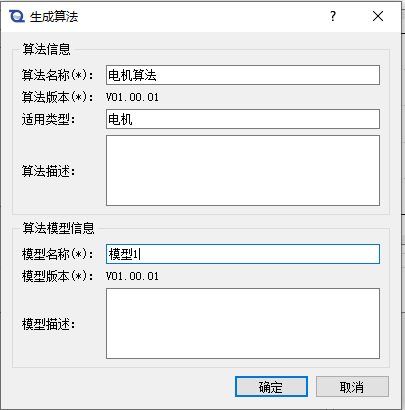 生成算法
算法信息
算法名称(*): 电机算法
算法版本(*): V01.00.01
适用类型: 电机
算法描述:
算法模型信息
模型名称(*): 模型1
模型版本(*): V01.00.01
模型描述:
确定 取消